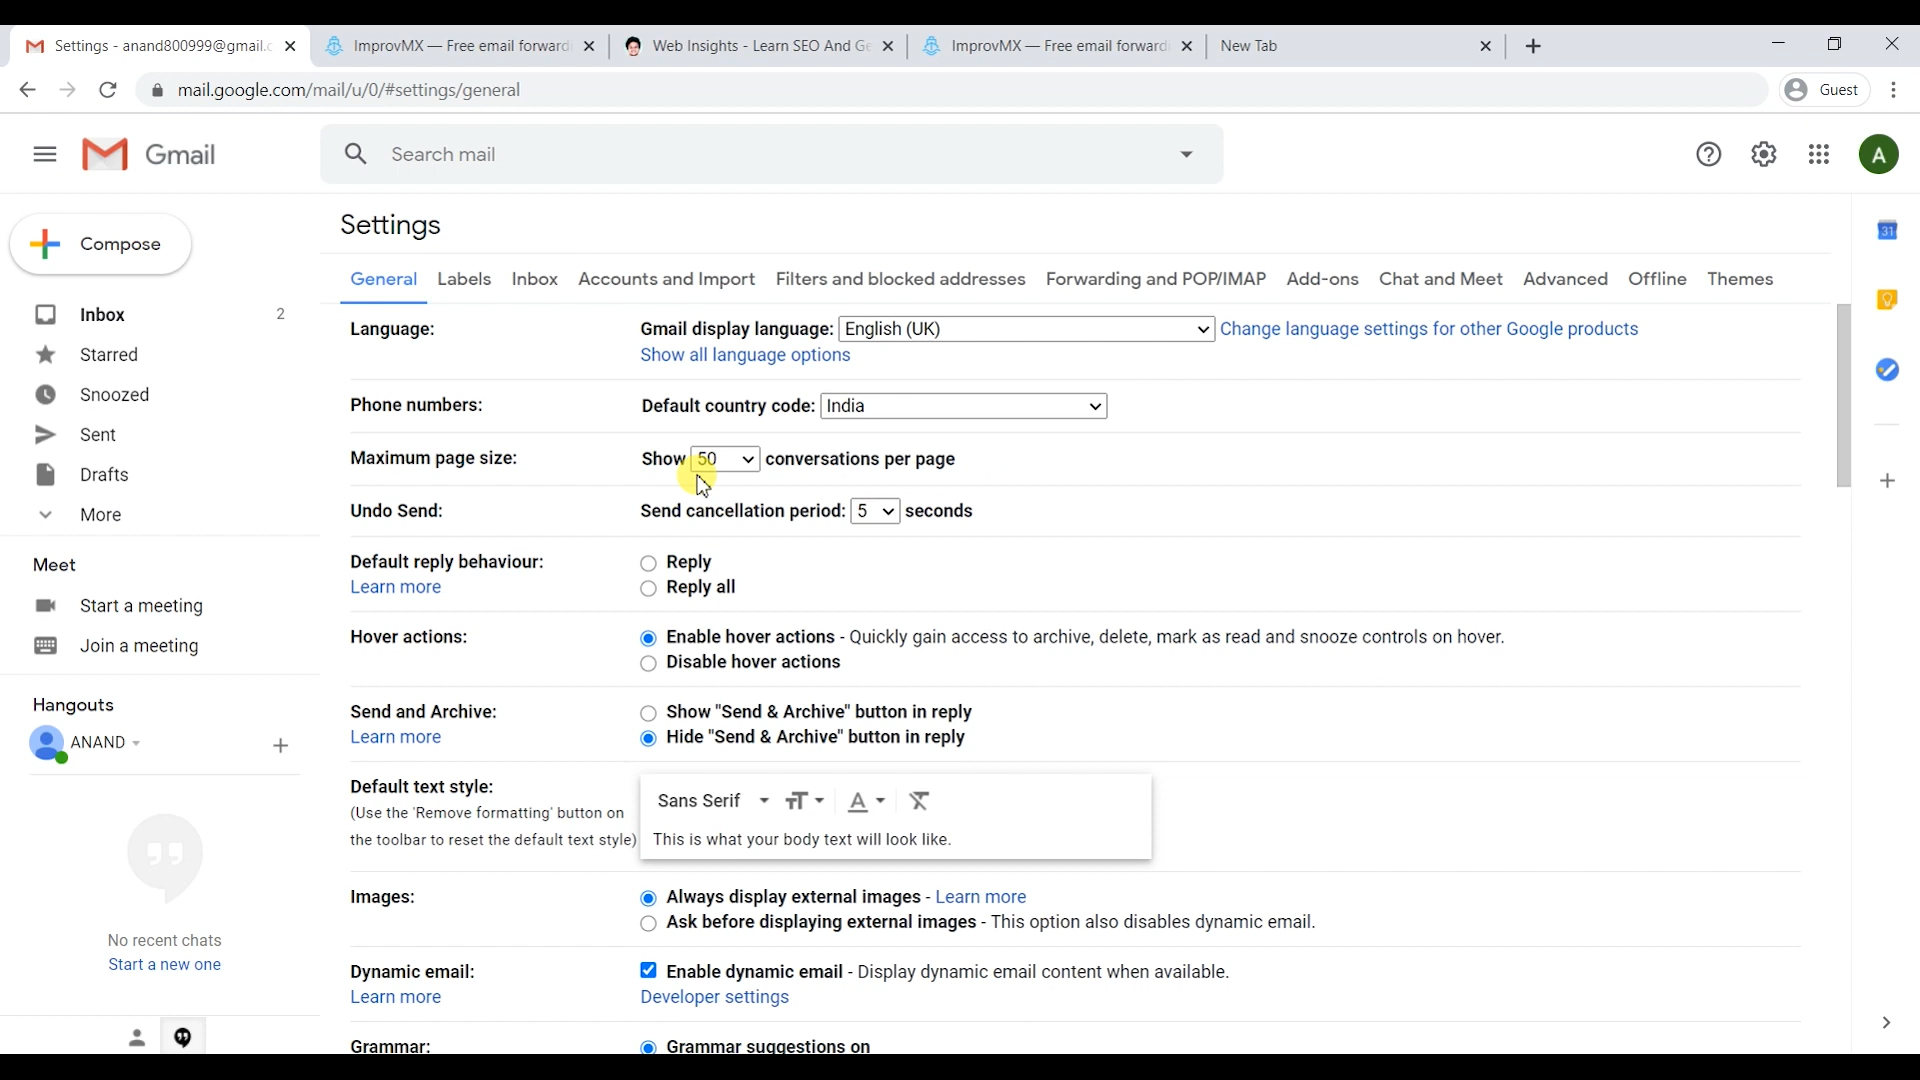 Settings - anand800999@gmail.c
ImprovMX — Free email forwardi
Web Insights - Learn SEO And Ge
ImprovMX — Free email forwardi
New Tab
mail.google.com/mail/u/0/#settings/general
Guest
Gmail
Search mail
A
Compose
Inbox 2
Starred
Snoozed
Sent
Drafts
More
Meet
Start a meeting
Join a meeting
Hangouts
ANAND
No recent chats
Start a new one
Settings
General Labels Inbox Accounts and Import Filters and blocked addresses Forwarding and POP/IMAP Add-ons Chat and Meet Advanced Offline Themes
Language: Gmail display language: English (UK) Change language settings for other Google products
Show all language options
Phone numbers: Default country code: India
Maximum page size: Show 50 conversations per page
Undo Send: Send cancellation period: 5 seconds
Default reply behaviour: Reply
Learn more Reply all
Hover actions: Enable hover actions - Quickly gain access to archive, delete, mark as read and snooze controls on hover.
Disable hover actions
Send and Archive: Show "Send & Archive" button in reply
Learn more Hide "Send & Archive" button in reply
Default text style:
(Use the 'Remove formatting' button on
the toolbar to reset the default text style)
Sans Serif
This is what your body text will look like.
Images: Always display external images - Learn more
Ask before displaying external images - This option also disables dynamic email.
Dynamic email: Enable dynamic email - Display dynamic email content when available.
Learn more Developer settings
Grammar: Grammar suggestions on
31